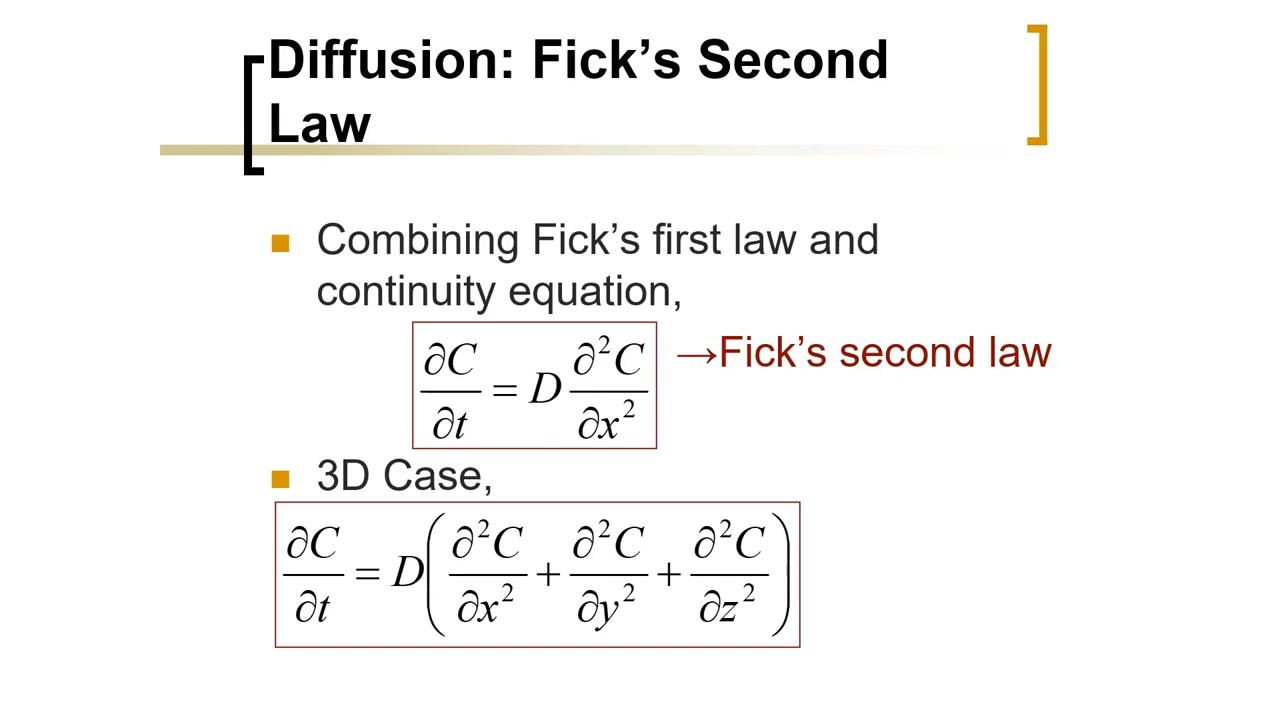 Diffusion: Fick’s Second
Law
■ Combining Fick’s first law and
continuity equation,
∂C/∂t = D ∂²C/∂x² →Fick’s second law
■ 3D Case,
∂C/∂t = D(∂²C/∂x² + ∂²C/∂y² + ∂²C/∂z²)